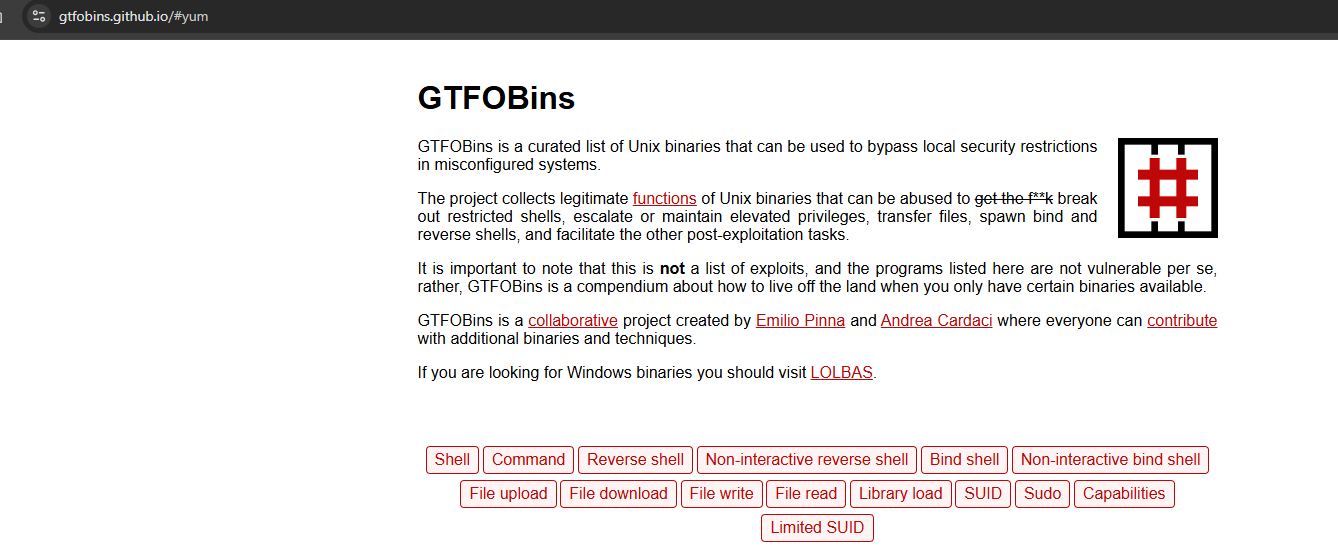 gtfobins.github.io/#yum
GTFOBins
GTFOBins is a curated list of Unix binaries that can be used to bypass local security restrictions
in misconfigured systems.
The project collects legitimate functions of Unix binaries that can be abused to get the f**k break
out restricted shells, escalate or maintain elevated privileges, transfer files, spawn bind and
reverse shells, and facilitate the other post-exploitation tasks.
It is important to note that this is not a list of exploits, and the programs listed here are not vulnerable per se,
rather, GTFOBins is a compendium about how to live off the land when you only have certain binaries available.
GTFOBins is a collaborative project created by Emilio Pinna and Andrea Cardaci where everyone can contribute
with additional binaries and techniques.
If you are looking for Windows binaries you should visit LOLBAS.
Shell Command Reverse shell Non-interactive reverse shell Bind shell Non-interactive bind shell
File upload File download File write File read Library load SUID Sudo Capabilities
Limited SUID